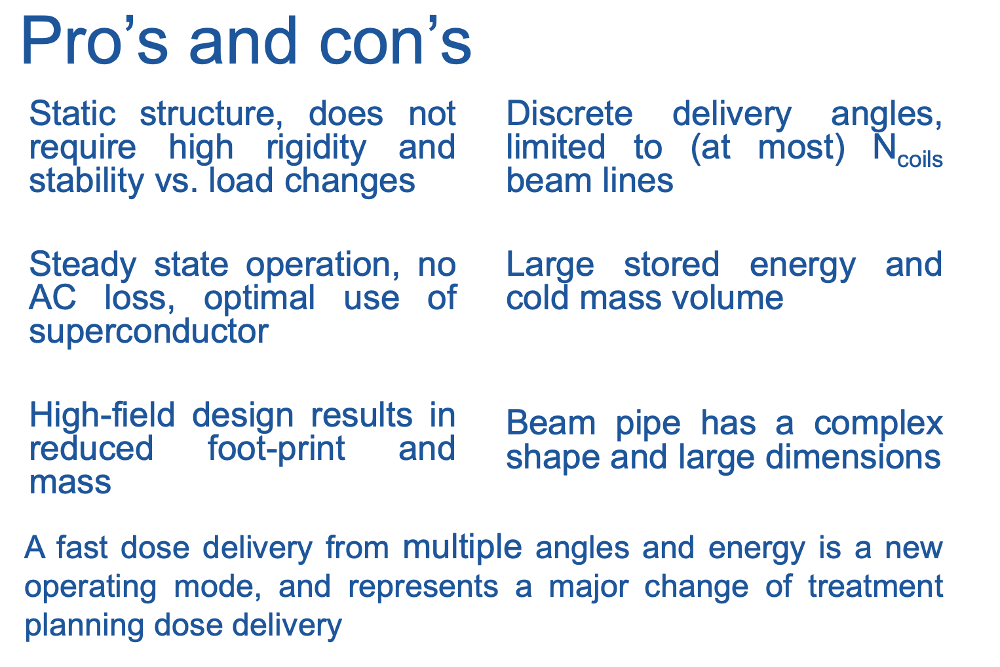 Pro’s and con’s
Static structure, does not
require high rigidity and
stability vs. load changes
Discrete delivery angles,
limited to (at most) Ncoils
beam lines
Steady state operation, no
AC loss, optimal use of
superconductor
Large stored energy and
cold mass volume
High-field design results in
reduced foot-print and
mass
Beam pipe has a complex
shape and large dimensions
A fast dose delivery from multiple angles and energy is a new
operating mode, and represents a major change of treatment
planning dose delivery